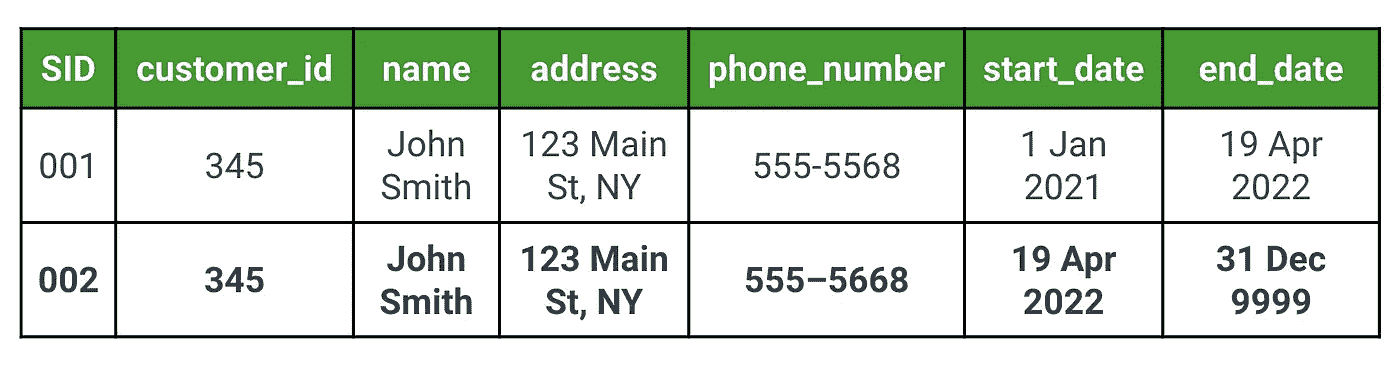 SID customer_id name address phone_number start_date end_date
001 345 John Smith 123 Main St, NY 555-5568 1 Jan 2021 19 Apr 2022
002 345 John Smith 123 Main St, NY 555–5668 19 Apr 2022 31 Dec 9999